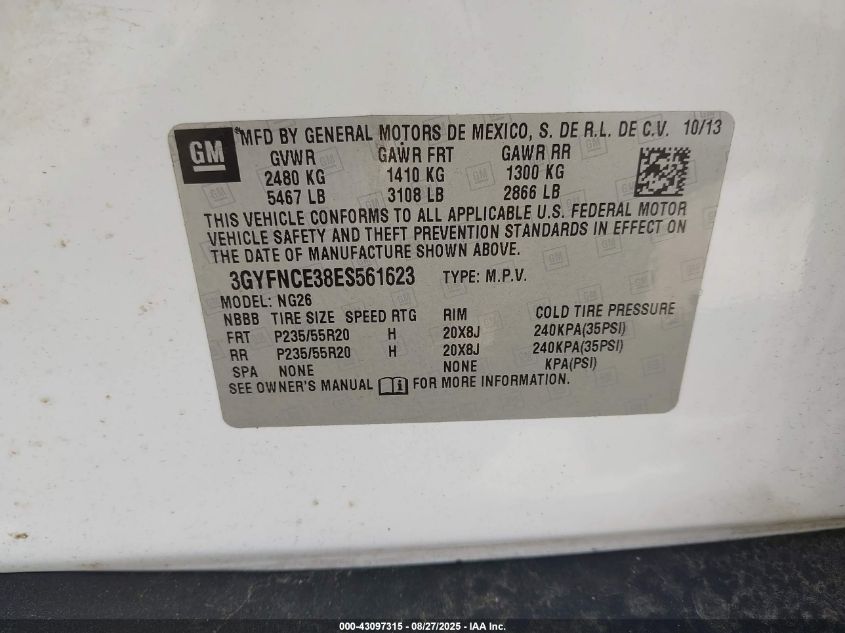 GM
*MFD BY GENERAL MOTORS DE MEXICO, S. DE R.L. DE C.V. 10/13
GVWR GAWR FRT GAWR RR
2480 KG 1410 KG 1300 KG
5467 LB 3108 LB 2866 LB
THIS VEHICLE CONFORMS TO ALL APPLICABLE U.S. FEDERAL MOTOR
VEHICLE SAFETY AND THEFT PREVENTION STANDARDS IN EFFECT ON
THE DATE OF MANUFACTURE SHOWN ABOVE.
3GYFNCE38ES561623 TYPE: M.P.V.
MODEL: NG26
NBBB TIRE SIZE SPEED RTG RIM COLD TIRE PRESSURE
FRT P235/55R20 H 20X8J 240KPA(35PSI)
RR P235/55R20 H 20X8J 240KPA(35PSI)
SPA NONE NONE KPA(PSI)
SEE OWNER'S MANUAL FOR MORE INFORMATION.
000-43097315 - 08/27/2025 - IAA Inc.